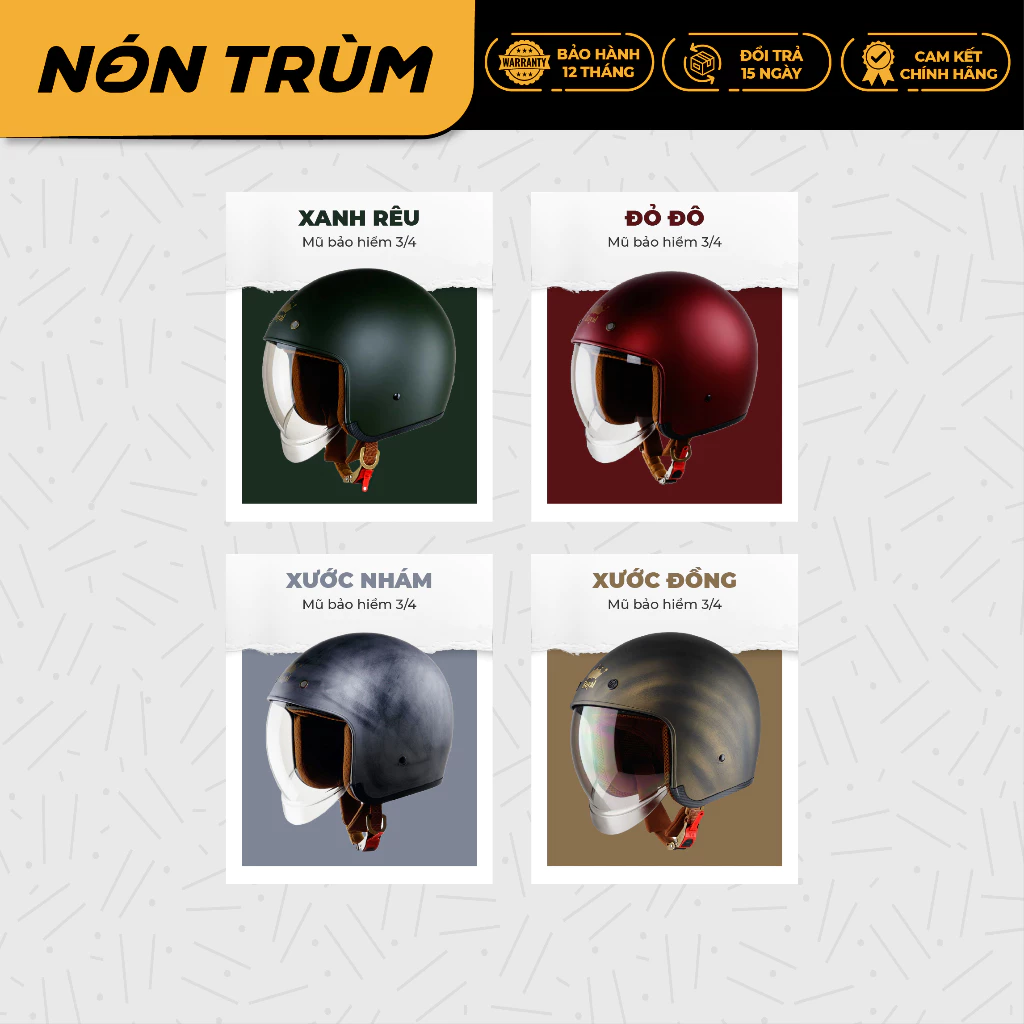 NÓN TRÙM
WARRANTY
BẢO HÀNH
12 THÁNG
ĐỔI TRẢ
15 NGÀY
CAM KẾT
CHÍNH HÃNG
XANH RÊU
Mũ bảo hiểm 3/4
ĐỎ ĐÔ
Mũ bảo hiểm 3/4
XƯỚC NHÁM
Mũ bảo hiểm 3/4
XƯỚC ĐỒNG
Mũ bảo hiểm 3/4